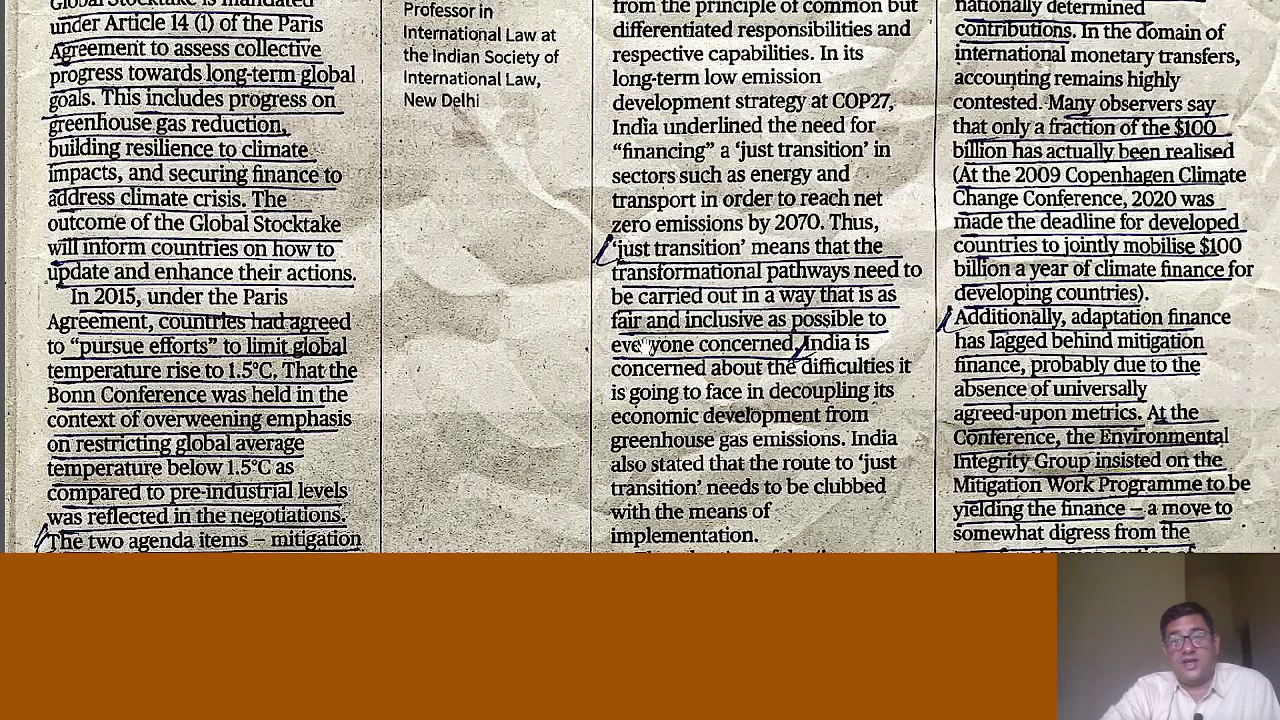 Global Stocktake is mandated
under Article 14 (1) of the Paris
Agreement to assess collective
progress towards long-term global
goals. This includes progress on
greenhouse gas reduction,
building resilience to climate
impacts, and securing finance to
address climate crisis. The
outcome of the Global Stocktake
will inform countries on how to
update and enhance their actions.
In 2015, under the Paris
Agreement, countries had agreed
to “pursue efforts” to limit global
temperature rise to 1.5°C. That the
Bonn Conference was held in the
context of overweening emphasis
on restricting global average
temperature below 1.5°C as
compared to pre-industrial levels
was reflected in the negotiations.
The two agenda items – mitigation
Professor in
International Law at
the Indian Society of
International Law,
New Delhi
from the principle of common but
differentiated responsibilities and
respective capabilities. In its
long-term low emission
development strategy at COP27,
India underlined the need for
“financing” a ‘just transition’ in
sectors such as energy and
transport in order to reach net
zero emissions by 2070. Thus,
‘just transition’ means that the
transformational pathways need to
be carried out in a way that is as
fair and inclusive as possible to
everyone concerned. India is
concerned about the difficulties it
is going to face in decoupling its
economic development from
greenhouse gas emissions. India
also stated that the route to ‘just
transition’ needs to be clubbed
with the means of
implementation.
nationally determined
contributions. In the domain of
international monetary transfers,
accounting remains highly
contested. Many observers say
that only a fraction of the $100
billion has actually been realised
(At the 2009 Copenhagen Climate
Change Conference, 2020 was
made the deadline for developed
countries to jointly mobilise $100
billion a year of climate finance for
developing countries).
Additionally, adaptation finance
has lagged behind mitigation
finance, probably due to the
absence of universally
agreed-upon metrics. At the
Conference, the Environmental
Integrity Group insisted on the
Mitigation Work Programme to be
yielding the finance – a move to
somewhat digress from the